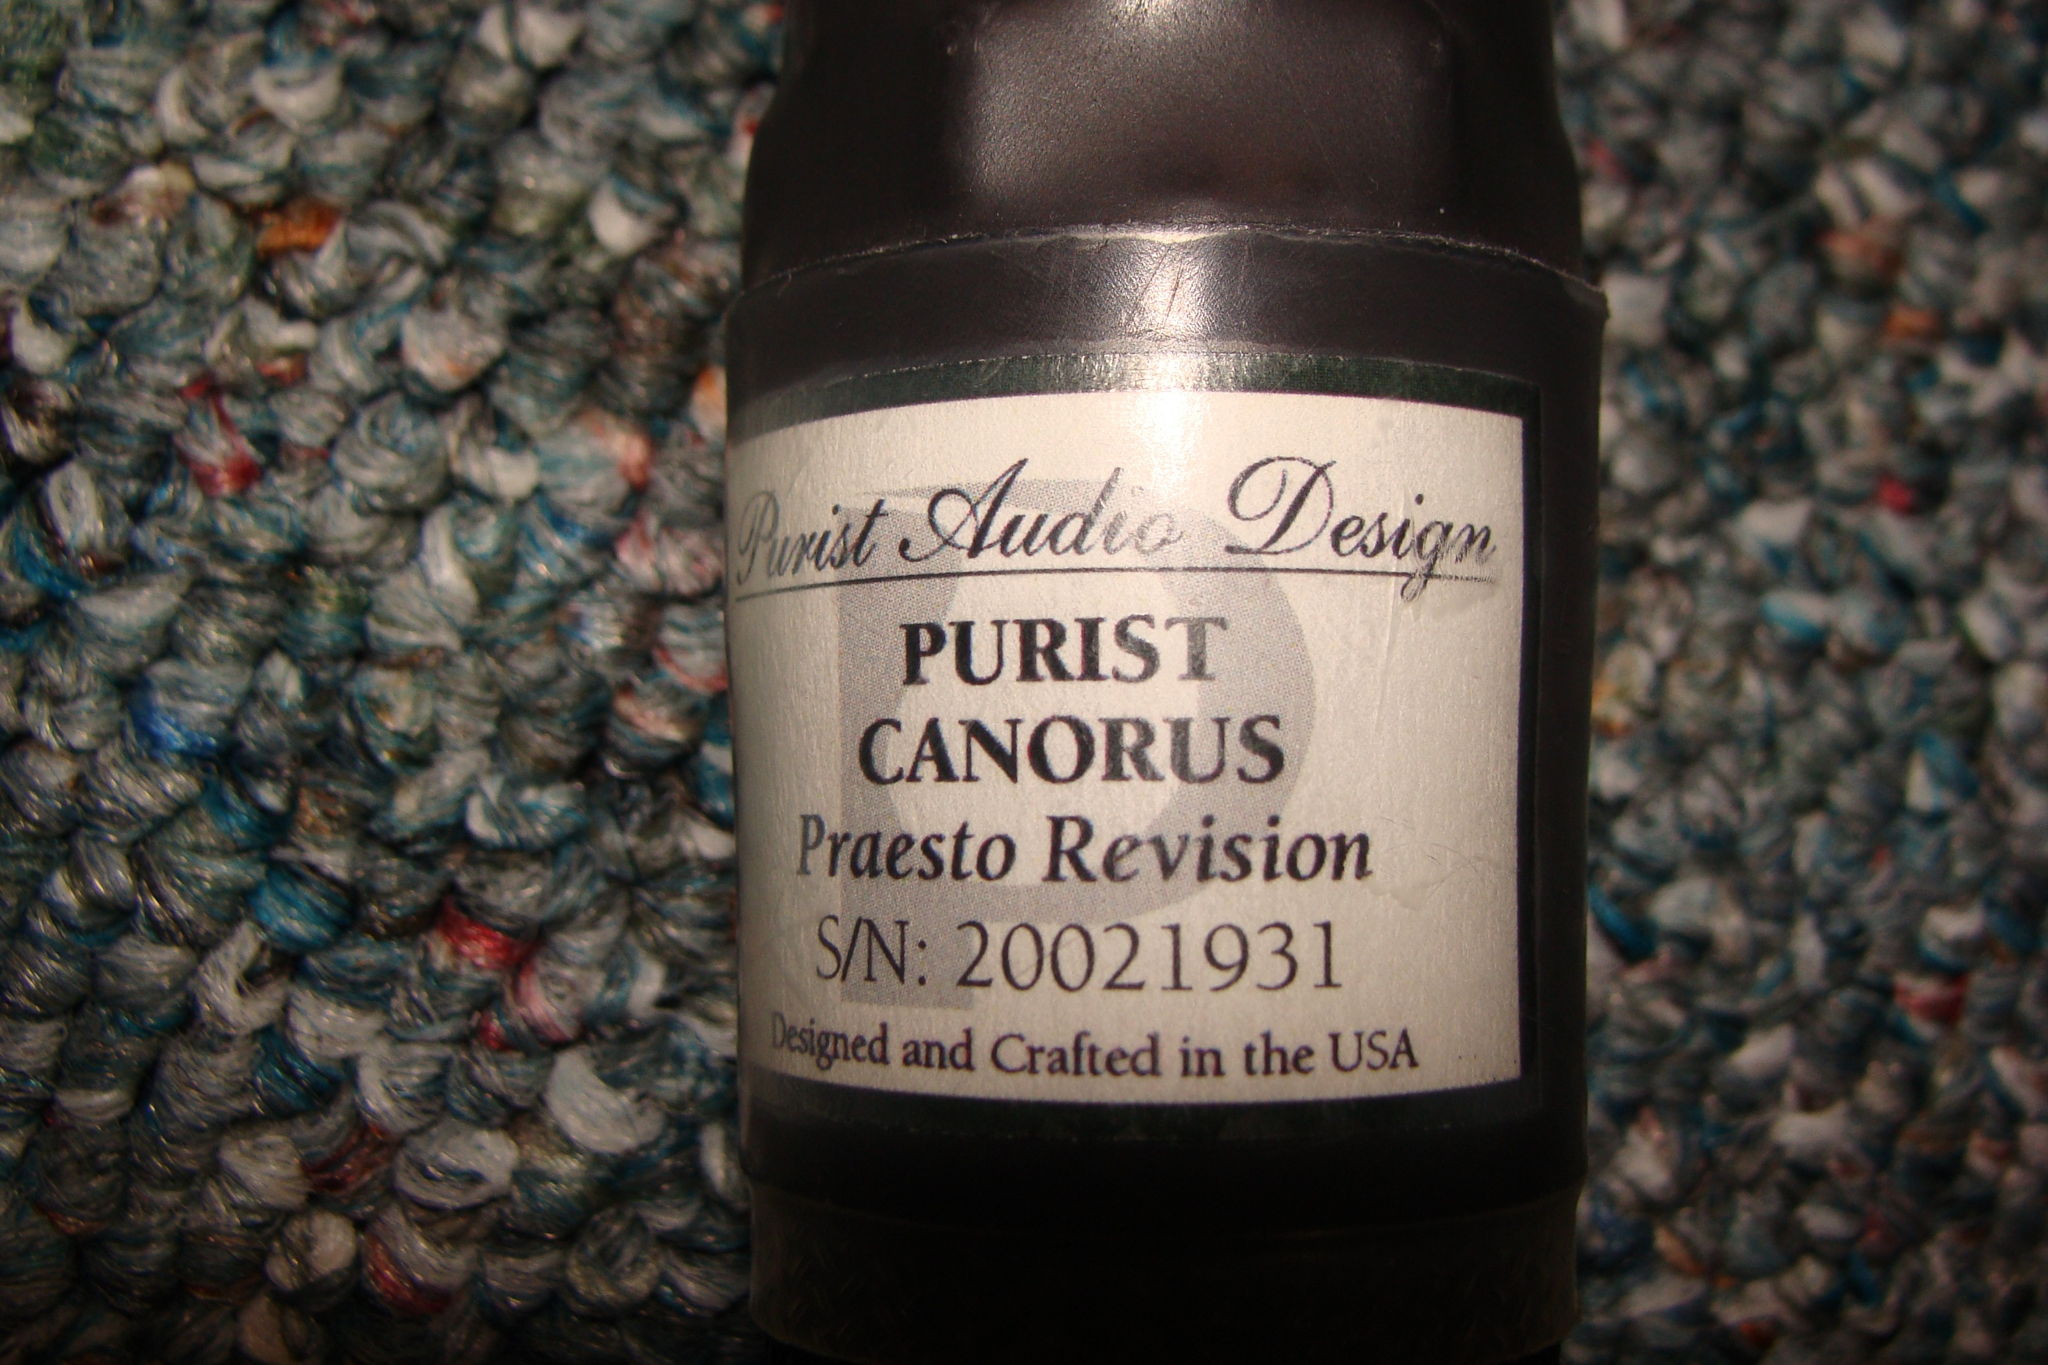 Purist Audio Design
PURIST
CANORUS
Praesto Revision
S/N: 20021931
Designed and Crafted in the USA